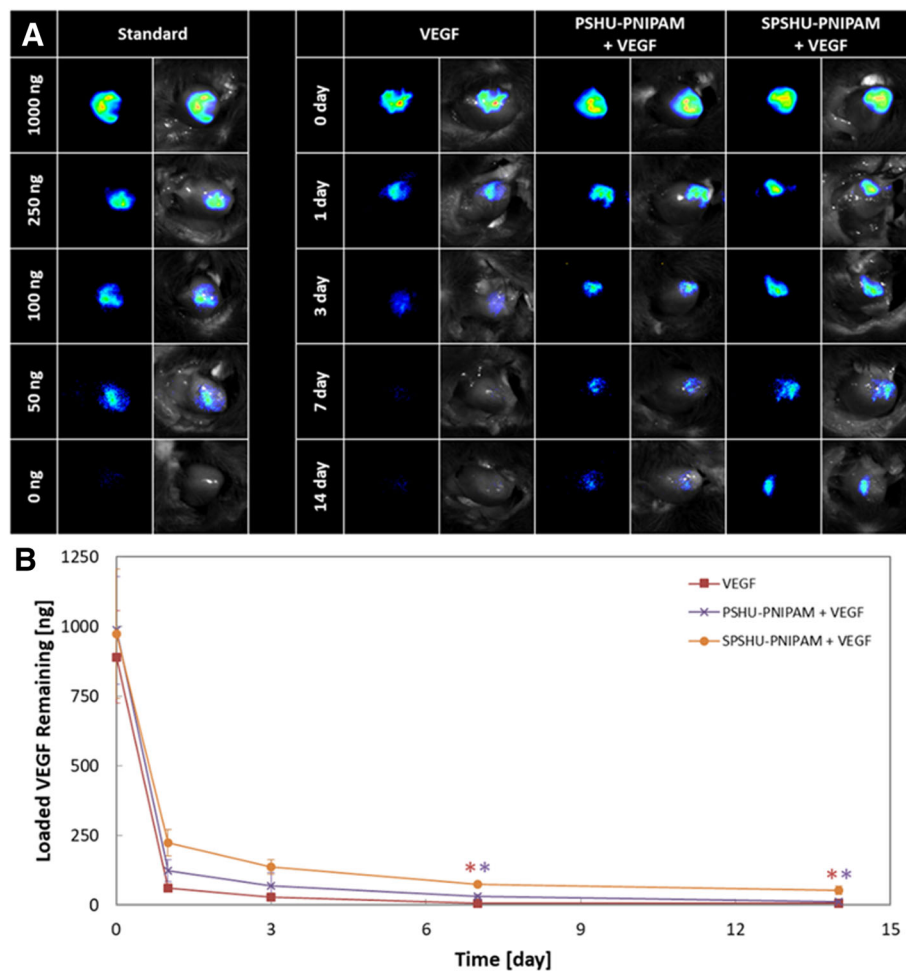 A
Standard
VEGF
PSHU-PNIPAM
+ VEGF
SPSHU-PNIPAM
+ VEGF
1000 ng
0 day
250 ng
1 day
100 ng
3 day
50 ng
7 day
0 ng
14 day
B
1250
1000
750
500
250
0
Loaded VEGF Remaining [ng]
VEGF
PSHU-PNIPAM + VEGF
SPSHU-PNIPAM + VEGF
* *
* *
0
3
6
9
12
15
Time [day]